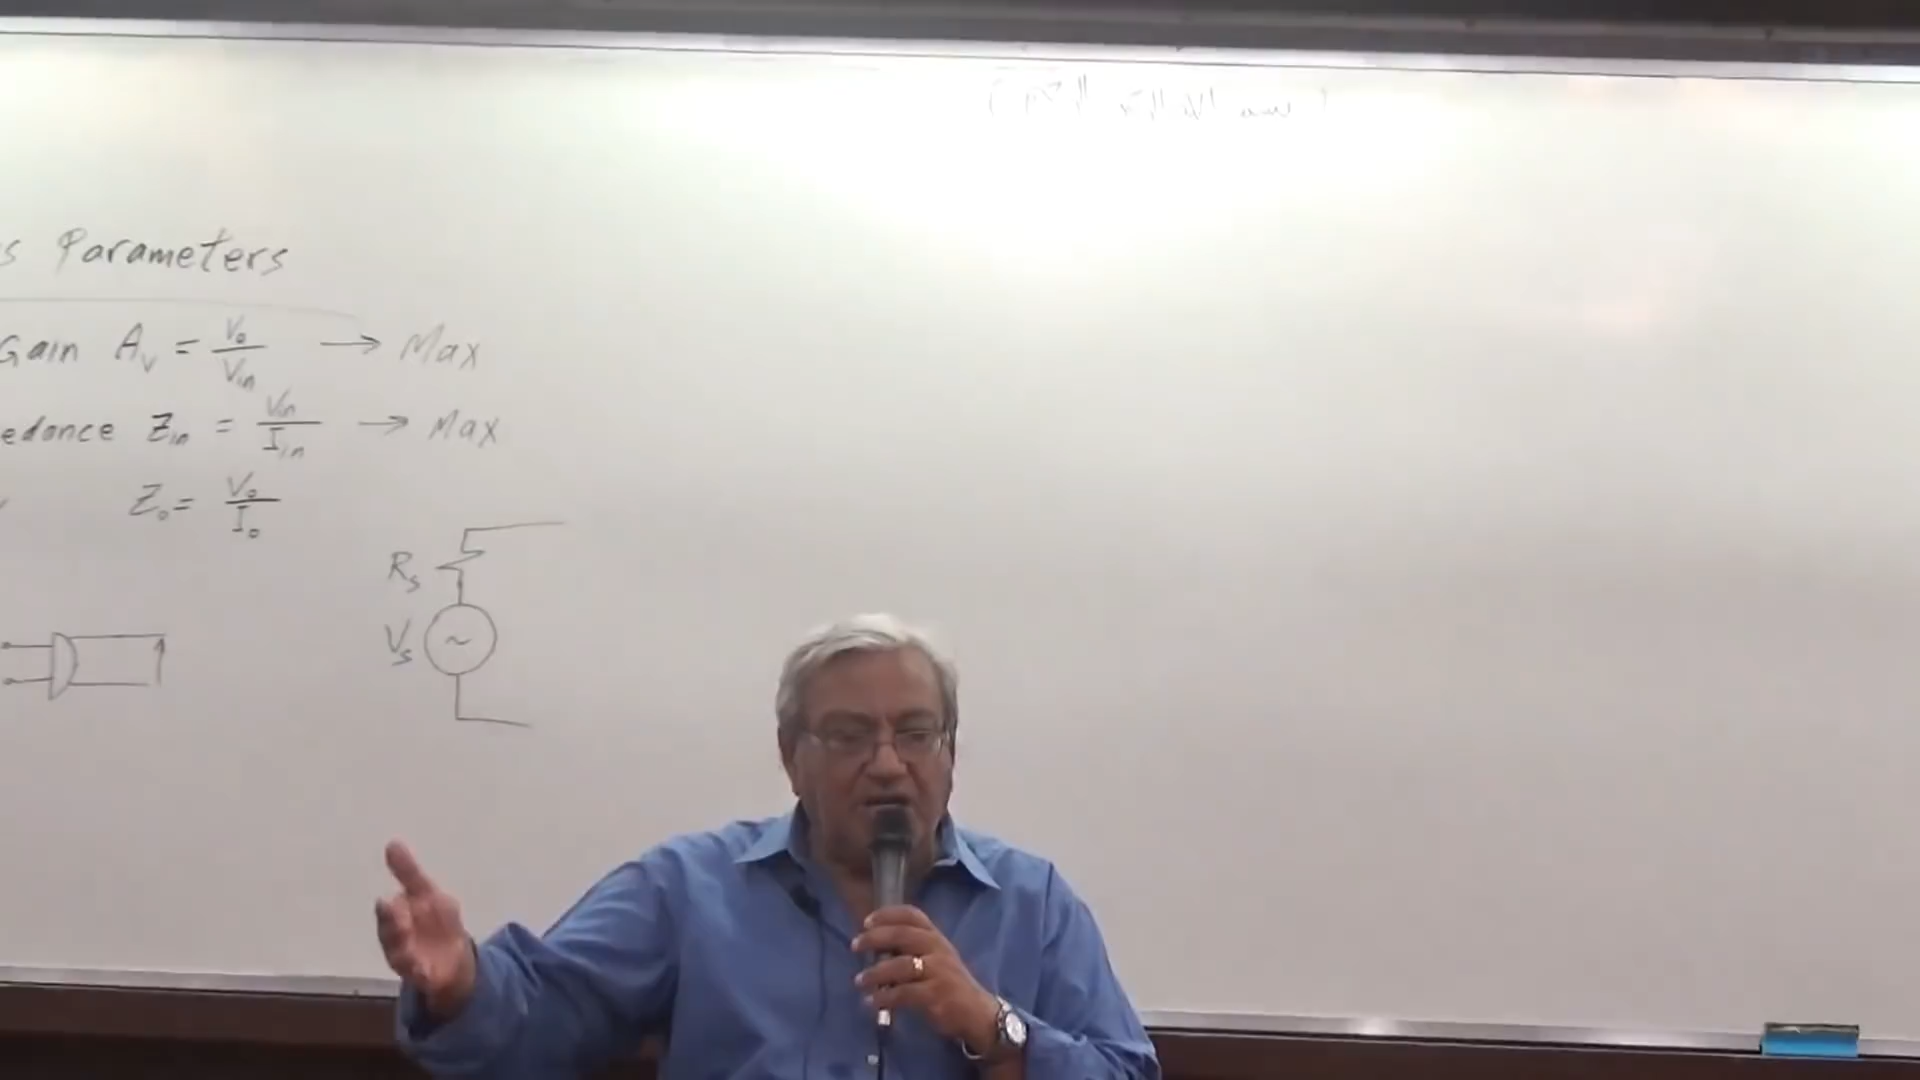 s Parameters
Gain A_v = V_o / V_in → Max
edance Z_in = V_in / I_in → Max
Z_o = V_o / I_o
R_s
V_s ~